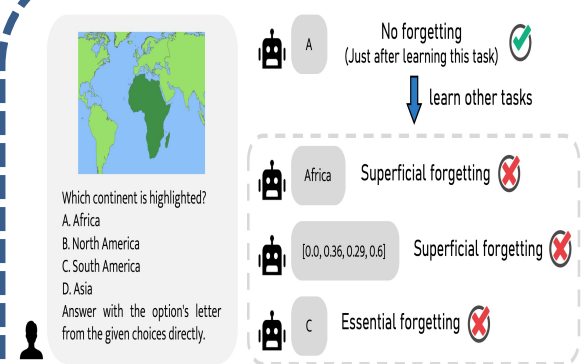 Which continent is highlighted?
A. Africa
B. North America
C. South America
D. Asia
Answer with the option's letter
from the given choices directly.
A
No forgetting
(Just after learning this task)
learn other tasks
Africa
Superficial forgetting
[0.0, 0.36, 0.29, 0.6]
Superficial forgetting
C
Essential forgetting